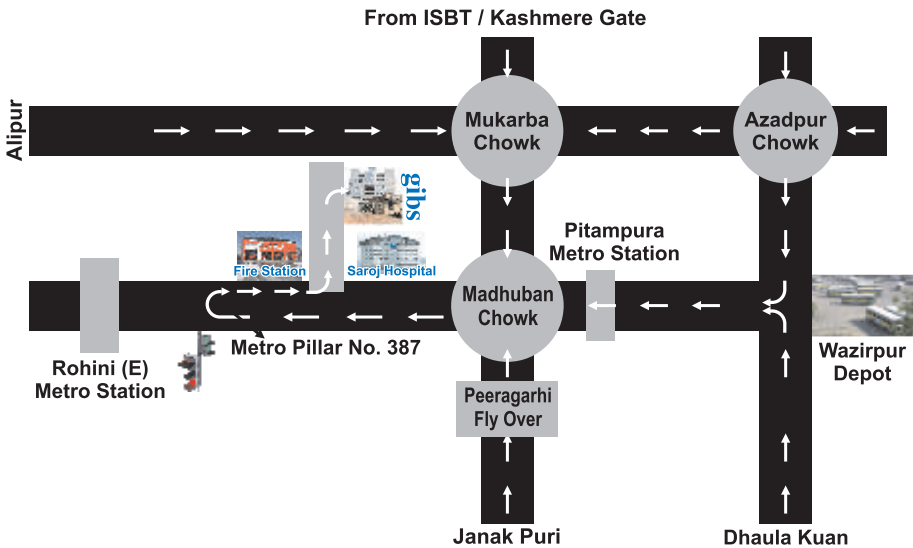 From ISBT / Kashmere Gate
Alipur
Mukarba
Chowk
Azadpur
Chowk
gibs
Pitampura
Metro Station
Fire Station
Saroj Hospital
Madhuban
Chowk
Metro Pillar No. 387
Wazirpur
Depot
Rohini (E)
Metro Station
Peeragarhi
Fly Over
Janak Puri
Dhaula Kuan